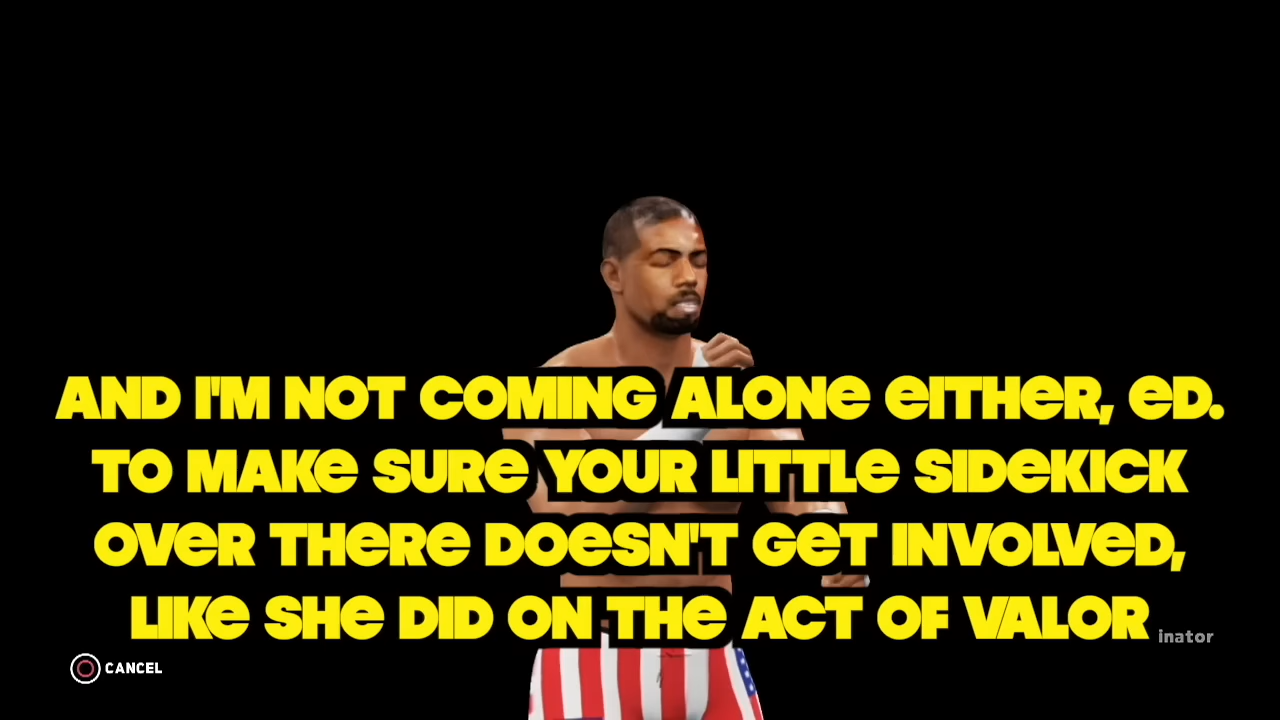 AND I'M NOT COMING ALONE EITHER, ED.
TO MAKE SURE YOUR LITTLE SIDEKICK
OVER THERE DOESN'T GET INVOLVED,
LIKE SHE DID ON THE ACT OF VALOR
inator
CANCEL